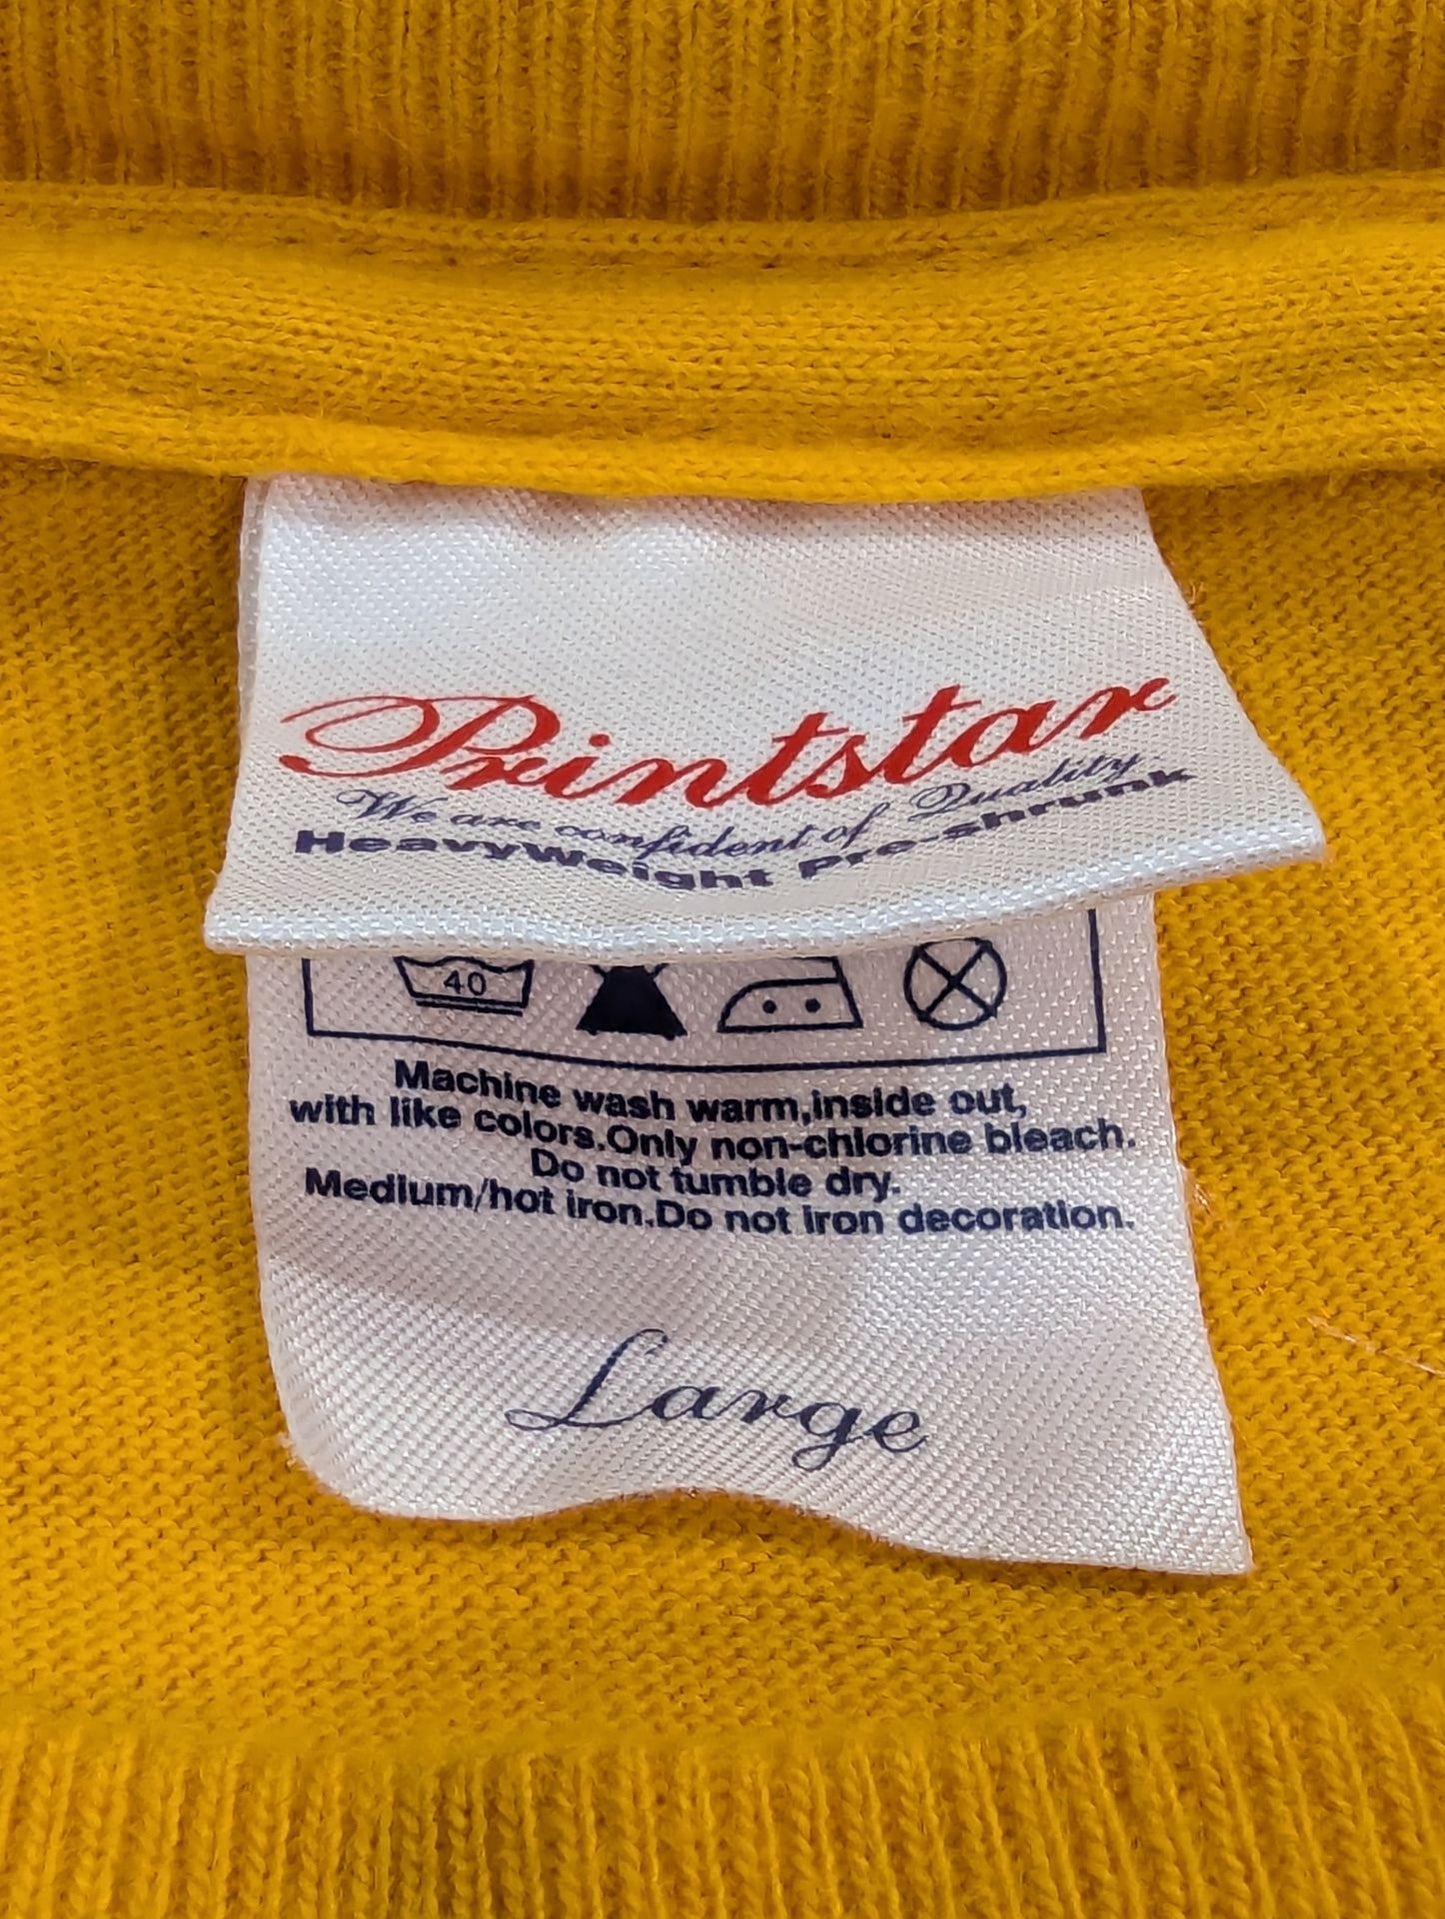 Printstar
We are confident of Quality
HeavyWeight Pre-shrunk
40
Machine wash warm,inside out,
with like colors.Only non-chlorine bleach.
Do not tumble dry.
Medium/hot iron.Do not iron decoration.
Large